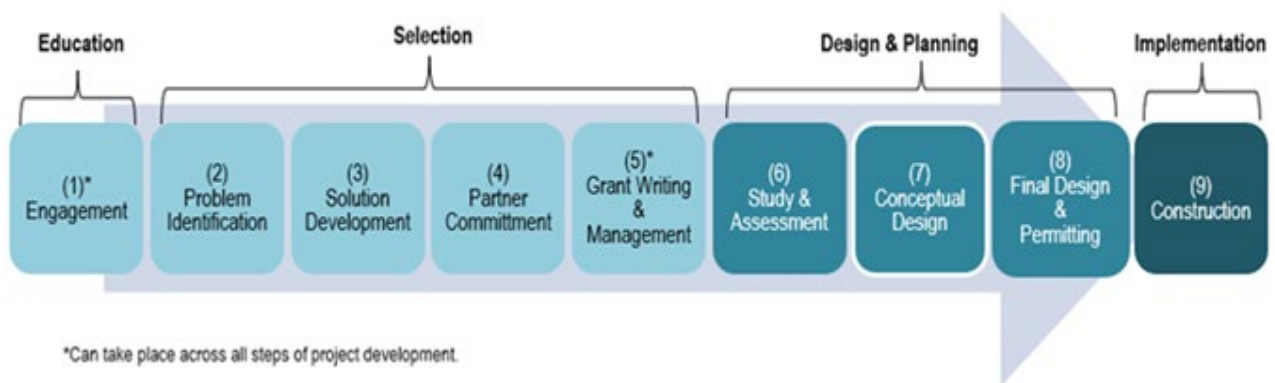 Education
Selection
Design & Planning
Implementation
(1)*
Engagement
(2)
Problem
Identification
(3)
Solution
Development
(4)
Partner
Committment
(5)*
Grant Writing
&
Management
(6)
Study &
Assessment
(7)
Conceptual
Design
(8)
Final Design
&
Permitting
(9)
Construction
*Can take place across all steps of project development.